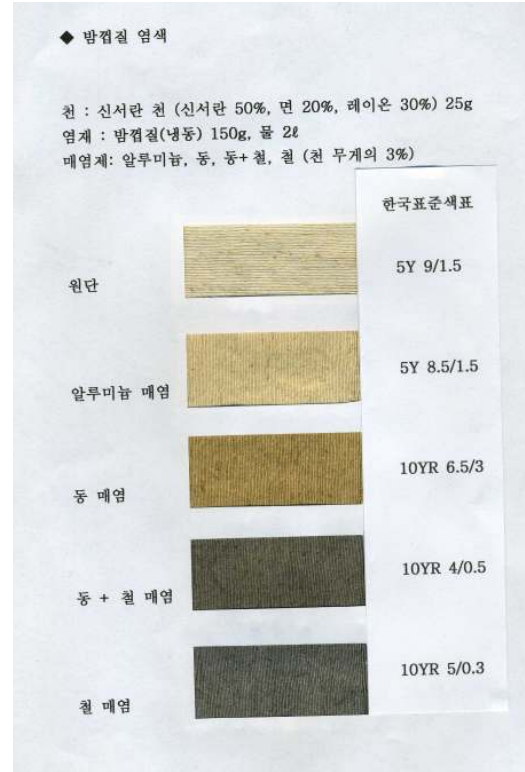 ◆ 밤껍질 염색
천 : 신서란 천 (신서란 50%, 면 20%, 레이온 30%) 25g
염재 : 밤껍질(냉동) 150g, 물 2ℓ
매염제: 알루미늄, 동, 동+철, 철 (천 무게의 3%)
한국표준색표
원단 5Y 9/1.5
알루미늄 매염 5Y 8.5/1.5
동 매염 10YR 6.5/3
동 + 철 매염 10YR 4/0.5
철 매염 10YR 5/0.3